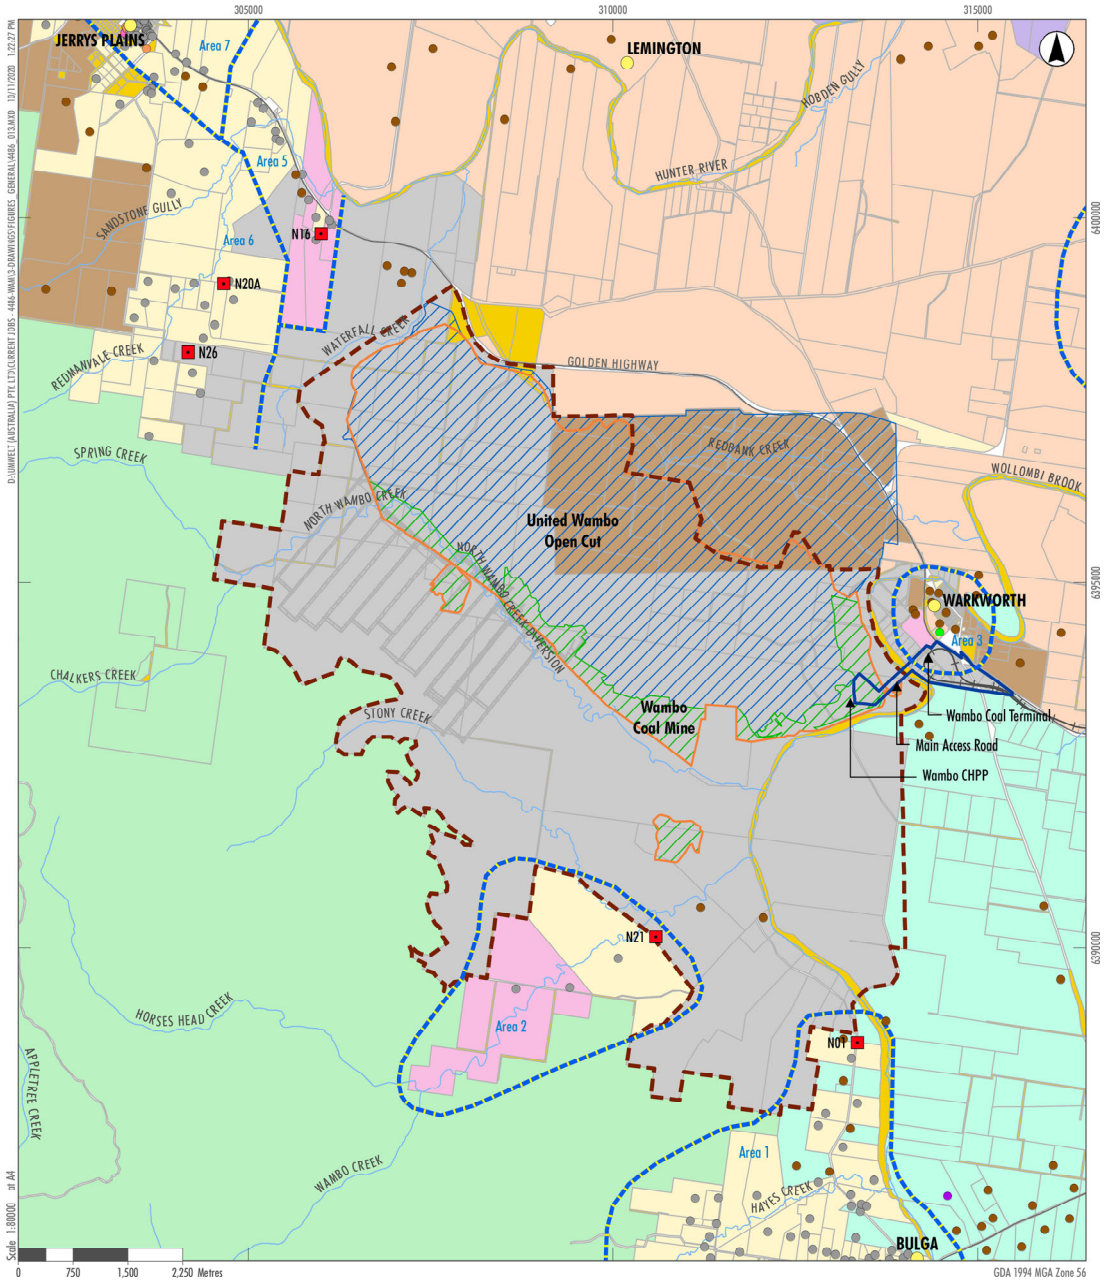 305000
310000
315000
JERRYS PLAINS
Area 7
LEMINGTON
HOBDEN GULLY
HUNTER RIVER
Area 5
SANDSTONE GULLY
Area 6
N16
6400000
N20A
WATERFALL CREEK
N26
REDMANVALE CREEK
GOLDEN HIGHWAY
SPRING CREEK
REDBANK CREEK
WOLLOMBI BROOK
NORTH WAMBO CREEK
United Wambo
Open Cut
NORTH WAMBO CREEK DIVERSION
6395000
WARKWORTH
Area 3
CHALKERS CREEK
STONY CREEK
Wambo
Coal Mine
Wambo Coal Terminal
Main Access Road
Wambo CHPP
N21
6390000
HORSES HEAD CREEK
Area 2
N01
APPLETREE CREEK
WAMBO CREEK
Area 1
HAYES CREEK
BULGA
Scale 1:80000 at A4
0 750 1,500 2,250 Metres
GDA 1994 MGA Zone 56